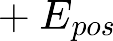 + E_{pos}